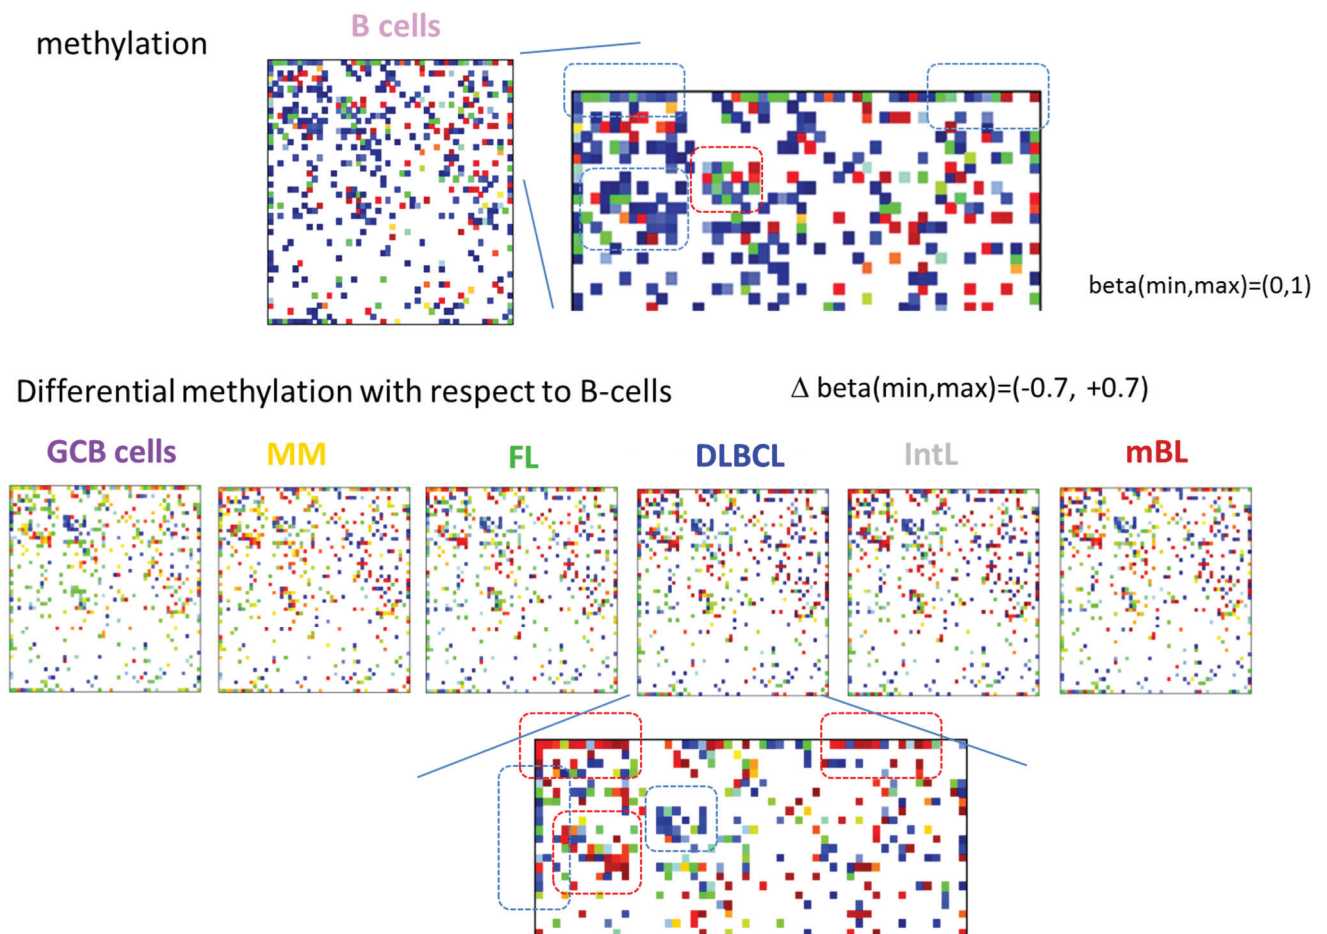 methylation
B cells
beta(min,max)=(0,1)
Differential methylation with respect to B-cells
Δ beta(min,max)=(-0.7, +0.7)
GCB cells
MM
FL
DLBCL
IntL
mBL